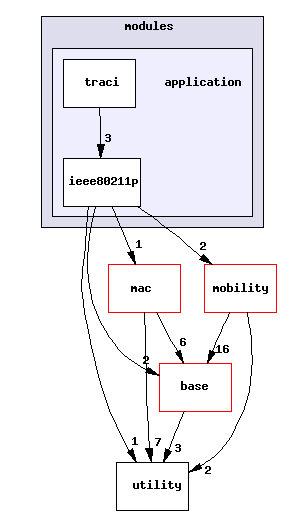 modules
traci
application
3
ieee80211p
1
2
mac
mobility
6
16
2
base
1
7
3
2
utility